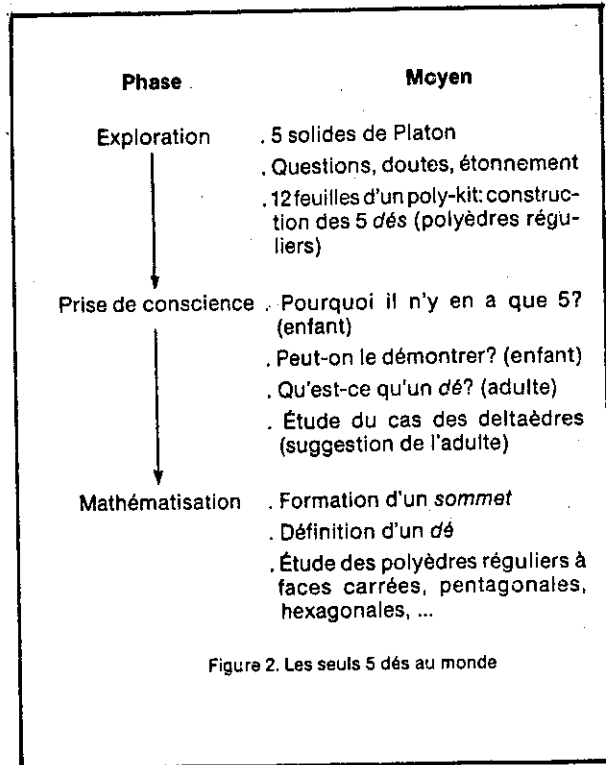 Phase Moyen
Exploration . 5 solides de Platon
. Questions, doutes, étonnement
. 12 feuilles d'un poly-kit: construc-
tion des 5 dés (polyèdres régu-
liers)
Prise de conscience . Pourquoi il n'y en a que 5?
(enfant)
. Peut-on le démontrer? (enfant)
. Qu'est-ce qu'un dé? (adulte)
. Étude du cas des deltaèdres
(suggestion de l'adulte)
Mathématisation . Formation d'un sommet
. Définition d'un dé
. Étude des polyèdres réguliers à
faces carrées, pentagonales,
hexagonales, ...
Figure 2. Les seuls 5 dés au monde